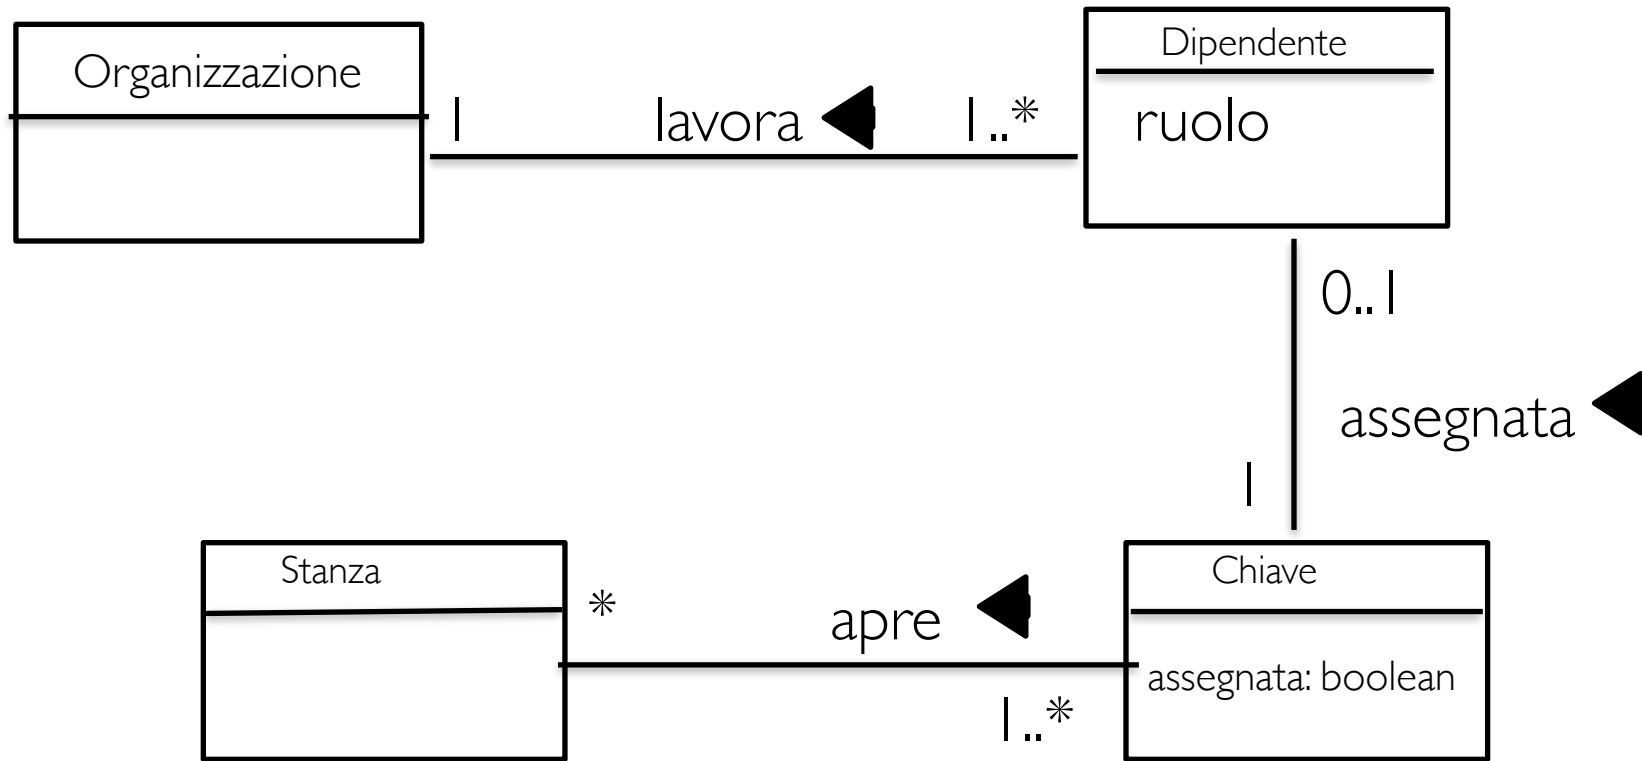 Organizzazione
Dipendente
1
lavora
1..*
ruolo
0..1
assegnata
1
Stanza
*
apre
1..*
Chiave
assegnata: boolean